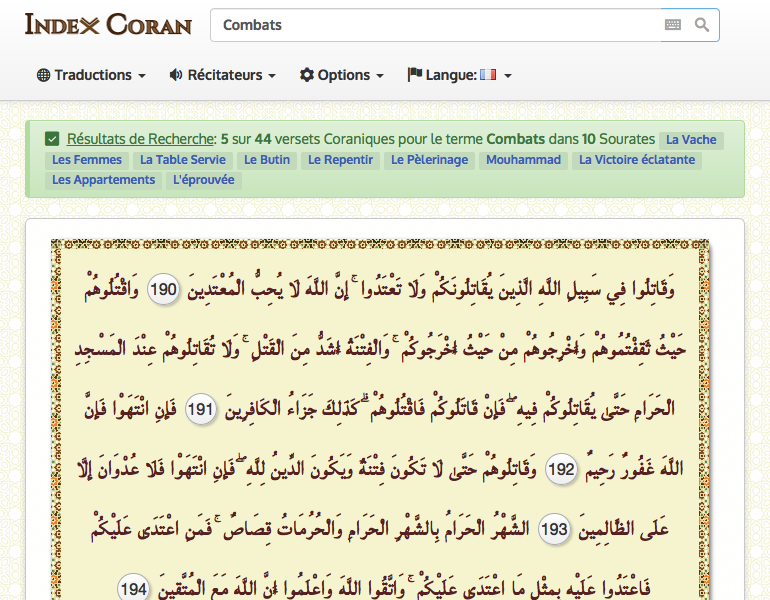 INDEX CORAN
Combats
Traductions Récitateurs Options Langue:
Résultats de Recherche: 5 sur 44 versets Coraniques pour le terme Combats dans 10 Sourates La Vache
Les Femmes La Table Servie Le Butin Le Repentir Le Pèlerinage Mouhammad La Victoire éclatante
Les Appartements L'éprouvée
وَقَاتِلُوا فِي سَبِيلِ اللَّهِ الَّذِينَ يُقَاتِلُونَكُمْ وَلَا تَعْتَدُوا ۚ إِنَّ اللَّهَ لَا يُحِبُّ الْمُعْتَدِينَ 190 وَاقْتُلُوهُمْ
حَيْثُ ثَقِفْتُمُوهُمْ وَأَخْرِجُوهُمْ مِنْ حَيْثُ أَخْرَجُوكُمْ ۚ وَالْفِتْنَةُ أَشَدُّ مِنَ الْقَتْلِ ۚ وَلَا تُقَاتِلُوهُمْ عِنْدَ الْمَسْجِدِ
الْحَرَامِ حَتَّىٰ يُقَاتِلُوكُمْ فِيهِ ۖ فَإِنْ قَاتَلُوكُمْ فَاقْتُلُوهُمْ ۗ كَذَٰلِكَ جَزَاءُ الْكَافِرِينَ 191 فَإِنِ انْتَهَوْا فَإِنَّ
اللَّهَ غَفُورٌ رَحِيمٌ 192 وَقَاتِلُوهُمْ حَتَّىٰ لَا تَكُونَ فِتْنَةٌ وَيَكُونَ الدِّينُ لِلَّهِ ۖ فَإِنِ انْتَهَوْا فَلَا عُدْوَانَ إِلَّا
عَلَى الظَّالِمِينَ 193 الشَّهْرُ الْحَرَامُ بِالشَّهْرِ الْحَرَامِ وَالْحُرُمَاتُ قِصَاصٌ ۚ فَمَنِ اعْتَدَىٰ عَلَيْكُمْ
فَاعْتَدُوا عَلَيْهِ بِمِثْلِ مَا اعْتَدَىٰ عَلَيْكُمْ ۚ وَاتَّقُوا اللَّهَ وَاعْلَمُوا أَنَّ اللَّهَ مَعَ الْمُتَّقِينَ 194